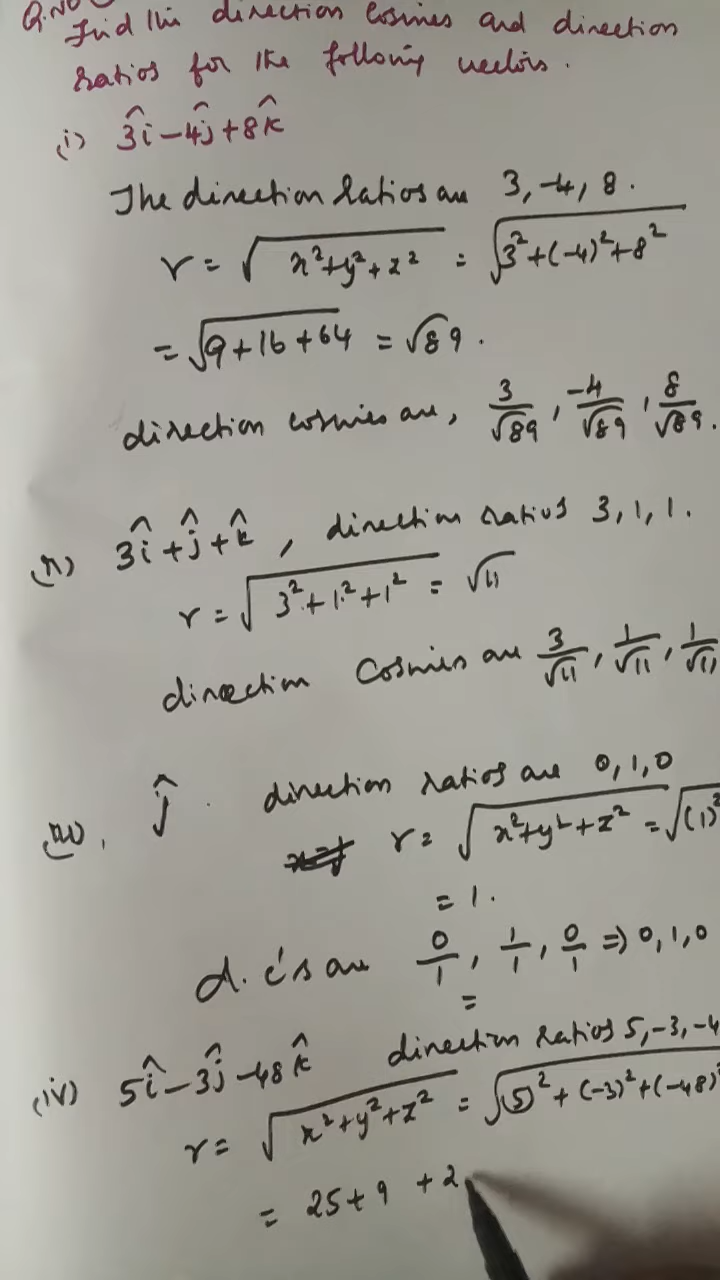 Q.No
Find the direction cosines and direction
ratios for the following vectors.
(i) 3î-4ĵ+8k̂
The direction ratios are 3, -4, 8.
r = √(x²+y²+z²) = √(3²+(-4)²+8²)
= √(9+16+64) = √89.
direction cosines are, 3/√89, -4/√89, 8/√89.
(ii) 3î+ĵ+k̂, direction ratios 3, 1, 1.
r = √(3²+1²+1²) = √11
direction cosines are 3/√11, 1/√11, 1/√11
(iii), ĵ. direction ratios are 0, 1, 0
r = √(x²+y²+z²) = √(1)²
= 1.
d.c's are 0/1, 1/1, 0/1 ⇒ 0, 1, 0
=
(iv) 5î-3ĵ-48k̂ direction ratios 5, -3, -4
r = √(x²+y²+z²) = √((5)²+(-3)²+(-48)²
= 25+9 +2